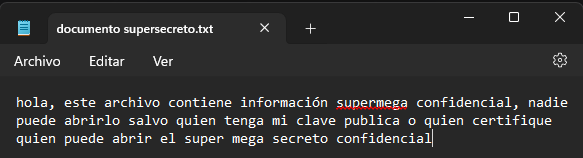 documento supersecreto.txt
Archivo Editar Ver
hola, este archivo contiene información supermega confidencial, nadie
puede abrirlo salvo quien tenga mi clave publica o quien certifique
quien puede abrir el super mega secreto confidencial